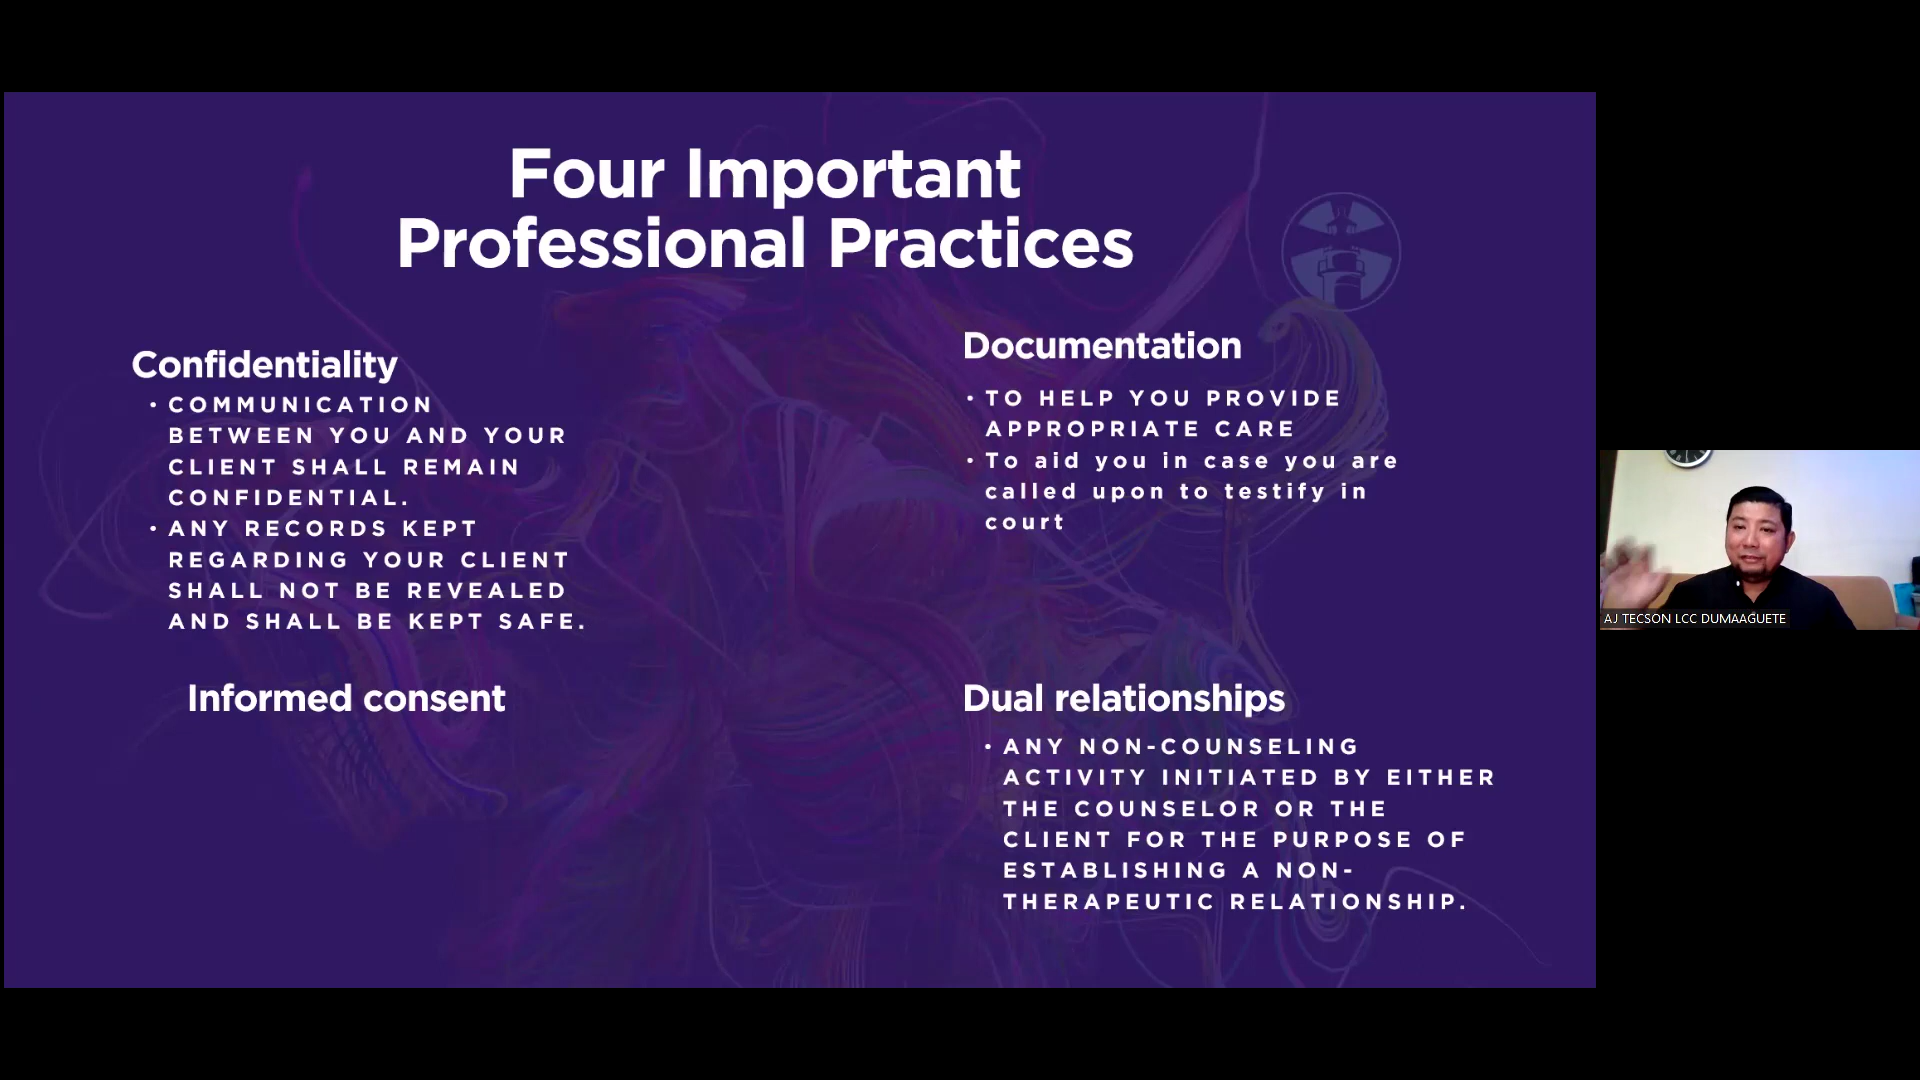 Four Important
Professional Practices
Confidentiality
• COMMUNICATION
BETWEEN YOU AND YOUR
CLIENT SHALL REMAIN
CONFIDENTIAL.
• ANY RECORDS KEPT
REGARDING YOUR CLIENT
SHALL NOT BE REVEALED
AND SHALL BE KEPT SAFE.
Informed consent
Documentation
• TO HELP YOU PROVIDE
APPROPRIATE CARE
• To aid you in case you are
called upon to testify in
court
Dual relationships
• ANY NON-COUNSELING
ACTIVITY INITIATED BY EITHER
THE COUNSELOR OR THE
CLIENT FOR THE PURPOSE OF
ESTABLISHING A NON-
THERAPEUTIC RELATIONSHIP.
AJ TECSON LCC DUMAAGUETE